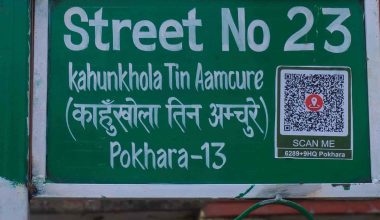 Street No 23
kahunkhola Tin Aamcure
(काहुँखोला तिन अम्चुरे)
Pokhara-13
SCAN ME
6289+9HQ Pokhara